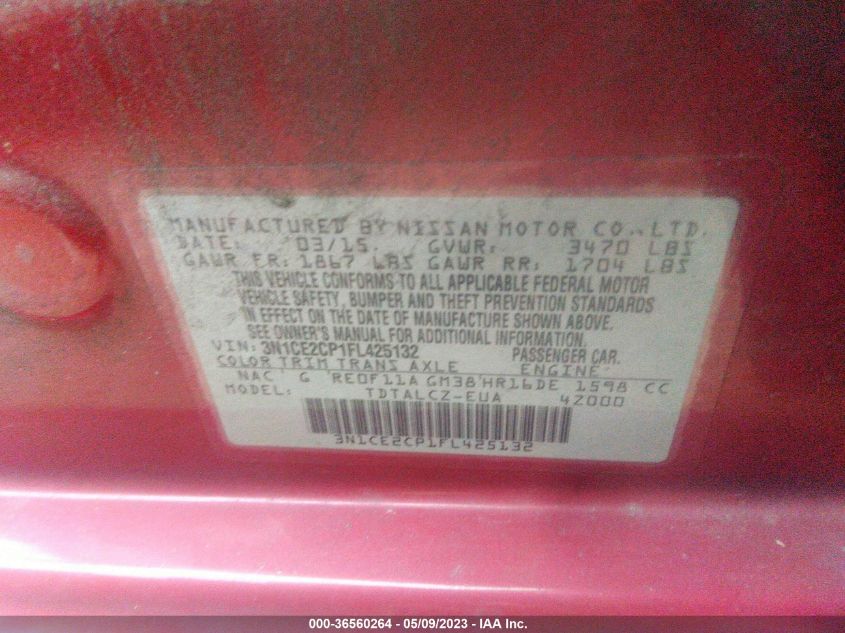 MANUFACTURED BY NISSAN MOTOR CO., LTD.
DATE: 03/15. GVWR: 3470 LBS
GAWR FR: 1867 LBS GAWR RR: 1704 LBS
THIS VEHICLE CONFORMS TO ALL APPLICABLE FEDERAL MOTOR
VEHICLE SAFETY, BUMPER AND THEFT PREVENTION STANDARDS
IN EFFECT ON THE DATE OF MANUFACTURE SHOWN ABOVE.
SEE OWNER'S MANUAL FOR ADDITIONAL INFORMATION.
VIN: 3N1CE2CP1FL425132 PASSENGER CAR.
COLOR TRIM TRANS AXLE ENGINE
NAC G RE0F11A GM38 HR16DE 1598 CC
MODEL: TDTALCZ-EUA 42000
3N1CE2CP1FL425132
000-36560264 - 05/09/2023 - IAA Inc.